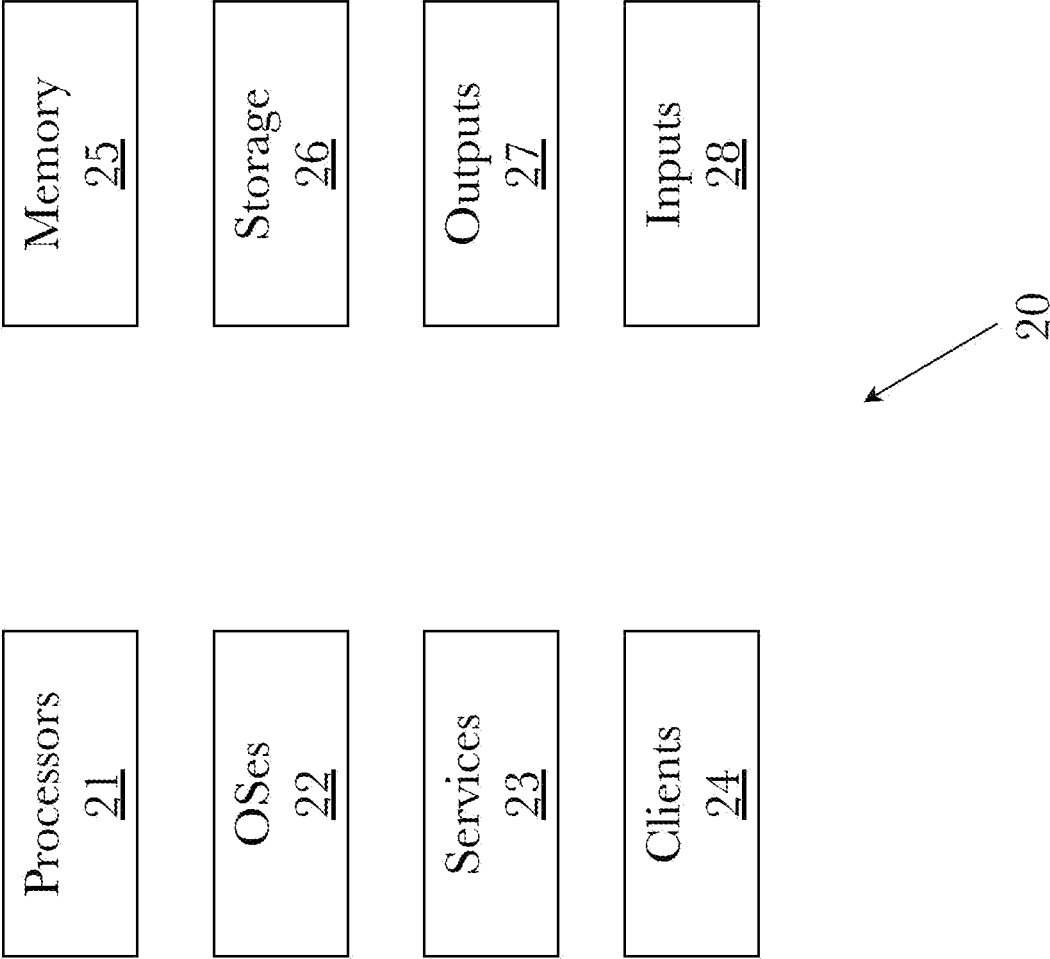 Processors
21
Memory
25
OSes
22
Storage
26
Services
23
Outputs
27
Clients
24
Inputs
28
20